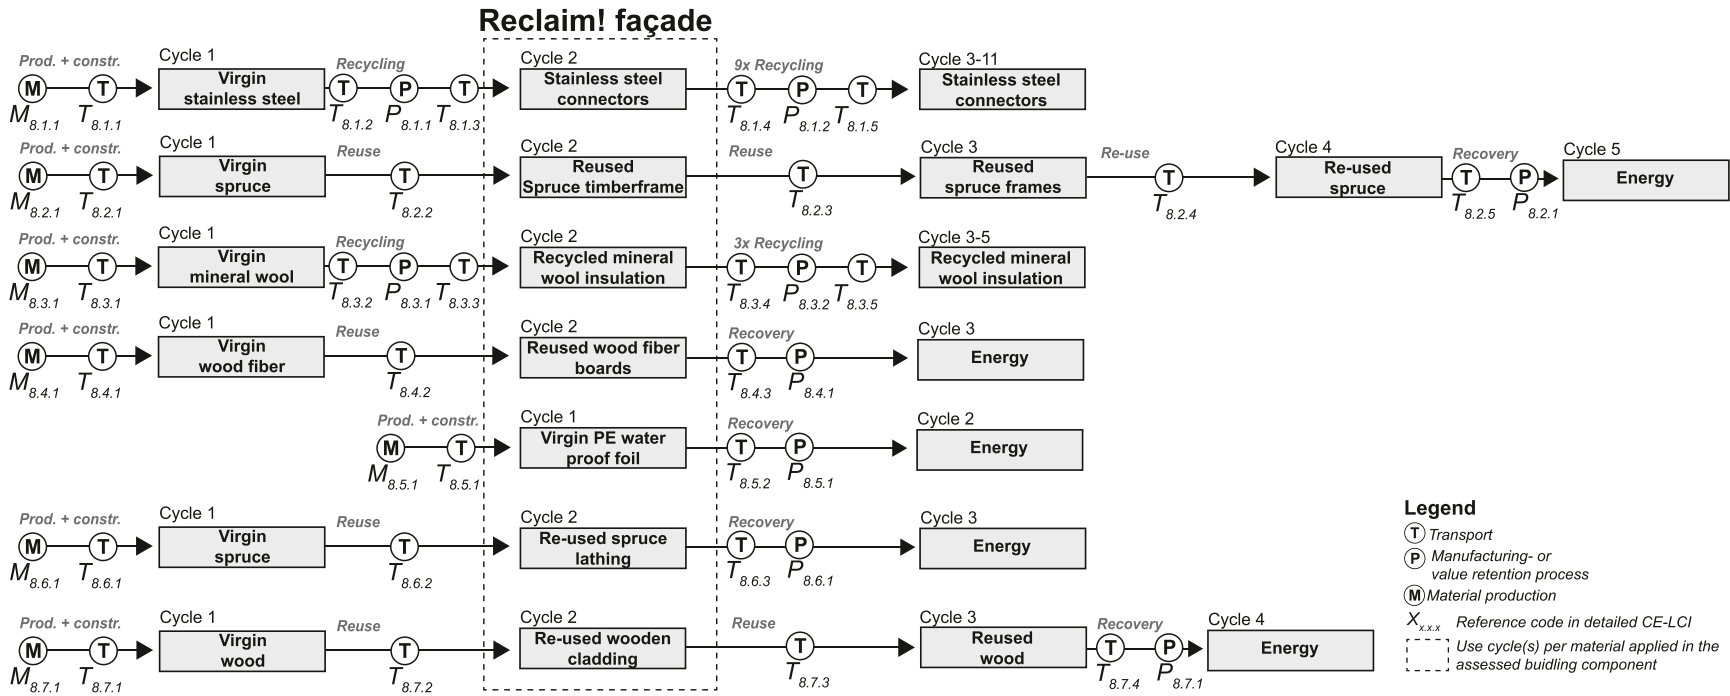 Reclaim! façade
Prod. + constr.
Cycle 1
Recycling
Cycle 2
9x Recycling
Cycle 3-11
M T Virgin stainless steel T P T Stainless steel connectors T P T Stainless steel connectors
M8.1.1 T8.1.1 T8.1.2 P8.1.1 T8.1.3 T8.1.4 P8.1.2 T8.1.5
Prod. + constr.
Cycle 1
Reuse
Cycle 2
Reuse
Cycle 3
Re-use
Cycle 4
Recovery
Cycle 5
M T Virgin spruce T Reused Spruce timberframe T Reused spruce frames T Re-used spruce T P Energy
M8.2.1 T8.2.1 T8.2.2 T8.2.3 T8.2.4 T8.2.5 P8.2.1
Prod. + constr.
Cycle 1
Recycling
Cycle 2
3x Recycling
Cycle 3-5
M T Virgin mineral wool T P T Recycled mineral wool insulation T P T Recycled mineral wool insulation
M8.3.1 T8.3.1 T8.3.2 P8.3.1 T8.3.3 T8.3.4 P8.3.2 T8.3.5
Prod. + constr.
Cycle 1
Reuse
Cycle 2
Recovery
Cycle 3
M T Virgin wood fiber T Reused wood fiber boards T P Energy
M8.4.1 T8.4.1 T8.4.2 T8.4.3 P8.4.1
Prod. + constr.
Cycle 1
Recovery
Cycle 2
M T Virgin PE water proof foil T P Energy
M8.5.1 T8.5.1 T8.5.2 P8.5.1
Prod. + constr.
Cycle 1
Reuse
Cycle 2
Recovery
Cycle 3
M T Virgin spruce T Re-used spruce lathing T P Energy
M8.6.1 T8.6.1 T8.6.2 T8.6.3 P8.6.1
Prod. + constr.
Cycle 1
Reuse
Cycle 2
Reuse
Cycle 3
Recovery
Cycle 4
M T Virgin wood T Re-used wooden cladding T Reused wood T P Energy
M8.7.1 T8.7.1 T8.7.2 T8.7.3 T8.7.4 P8.7.1
Legend
T Transport
P Manufacturing- or
value retention process
M Material production
Xx.x.x Reference code in detailed CE-LCI
Use cycle(s) per material applied in the
assessed buidling component